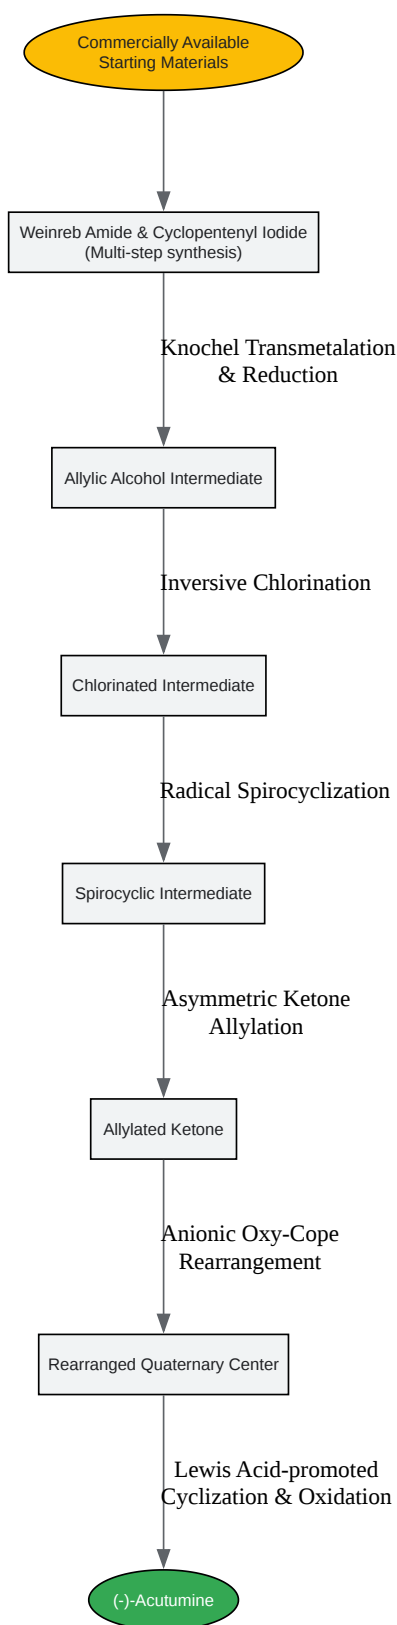 Commercially Available
Starting Materials
Weinreb Amide & Cyclopentenyl Iodide
(Multi-step synthesis)
Knochel Transmetalation
& Reduction
Allylic Alcohol Intermediate
Inversive Chlorination
Chlorinated Intermediate
Radical Spirocyclization
Spirocyclic Intermediate
Asymmetric Ketone
Allylation
Allylated Ketone
Anionic Oxy-Cope
Rearrangement
Rearranged Quaternary Center
Lewis Acid-promoted
Cyclization & Oxidation
(-)-Acutumine